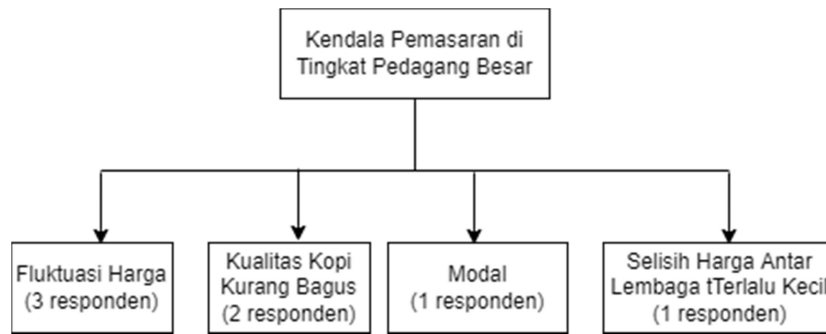 Kendala Pemasaran di
Tingkat Pedagang Besar
Fluktuasi Harga
(3 responden)
Kualitas Kopi
Kurang Bagus
(2 responden)
Modal
(1 responden)
Selisih Harga Antar
Lembaga tTerlalu Kecil
(1 responden)